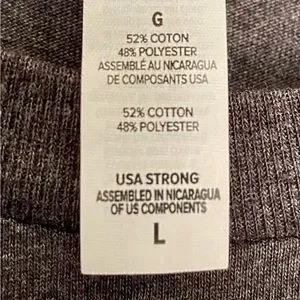 G
52% COTON
48% POLYESTER
ASSEMBLÉ AU NICARAGUA
DE COMPOSANTS USA
52% COTTON
48% POLYESTER
USA STRONG
ASSEMBLED IN NICARAGUA
OF US COMPONENTS
L